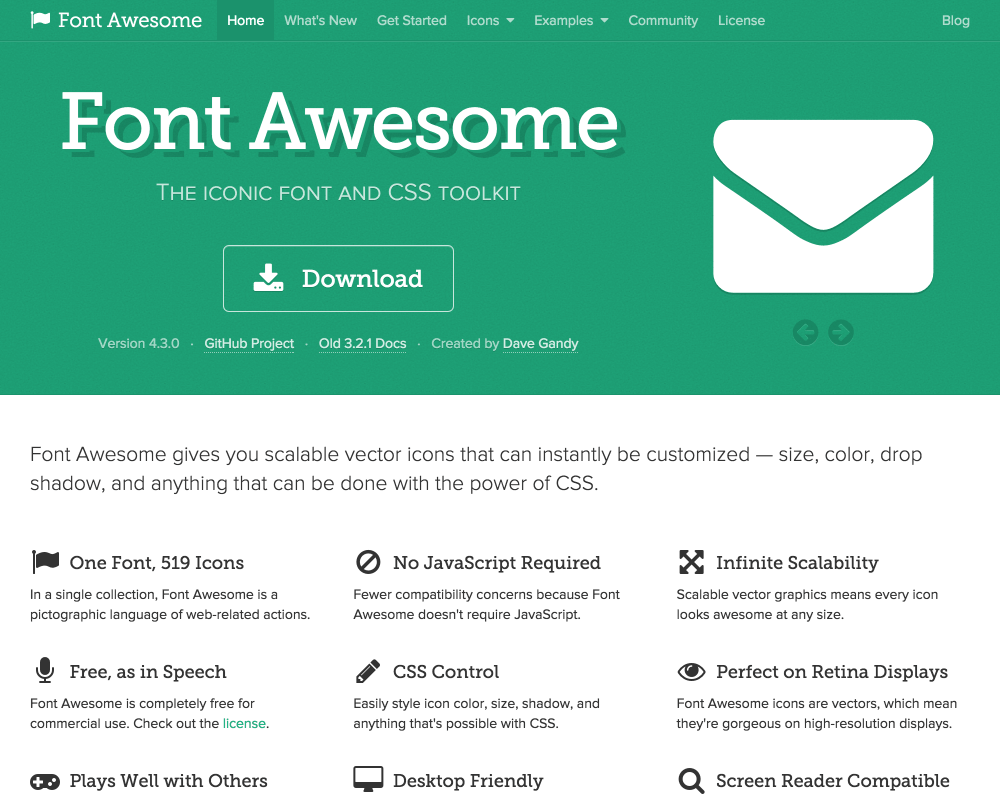 Font Awesome Home What's New Get Started Icons Examples Community License Blog
Font Awesome
The iconic font and CSS toolkit
Download
Version 4.3.0 · GitHub Project · Old 3.2.1 Docs · Created by Dave Gandy
Font Awesome gives you scalable vector icons that can instantly be customized — size, color, drop
shadow, and anything that can be done with the power of CSS.
One Font, 519 Icons
In a single collection, Font Awesome is a
pictographic language of web-related actions.
No JavaScript Required
Fewer compatibility concerns because Font
Awesome doesn't require JavaScript.
Infinite Scalability
Scalable vector graphics means every icon
looks awesome at any size.
Free, as in Speech
Font Awesome is completely free for
commercial use. Check out the license.
CSS Control
Easily style icon color, size, shadow, and
anything that's possible with CSS.
Perfect on Retina Displays
Font Awesome icons are vectors, which mean
they're gorgeous on high-resolution displays.
Plays Well with Others
Desktop Friendly
Screen Reader Compatible